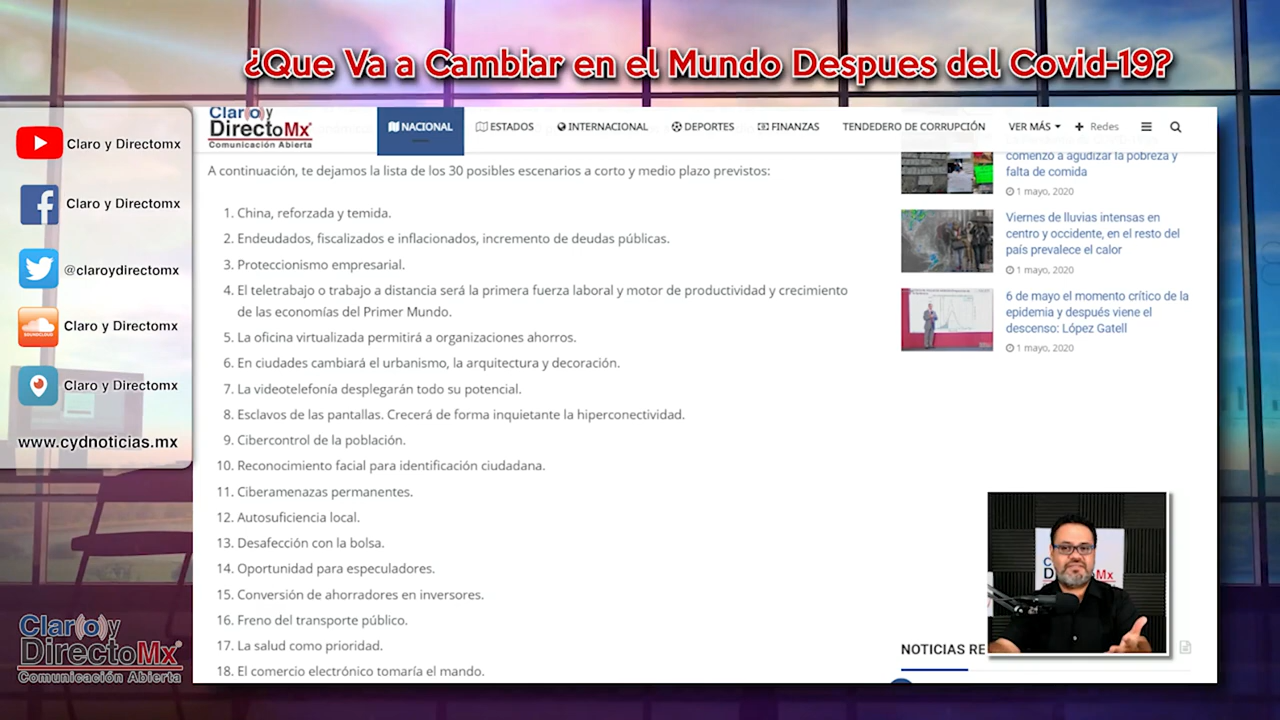 ¿Que Va a Cambiar en el Mundo Despues del Covid-19?
Claro y Directomx
Claro y Directomx
@claroydirectomx
Claro y Directomx
Claro y Directomx
www.cydnoticias.mx
Claro y
DirectoMx
Comunicación Abierta
Claro y
DirectoMx
Comunicación Abierta
NACIONAL
ESTADOS
INTERNACIONAL
DEPORTES
FINANZAS
TENDEDERO DE CORRUPCIÓN
VER MÁS
Redes
A continuación, te dejamos la lista de los 30 posibles escenarios a corto y medio plazo previstos:
1. China, reforzada y temida.
2. Endeudados, fiscalizados e inflacionados, incremento de deudas públicas.
3. Proteccionismo empresarial.
4. El teletrabajo o trabajo a distancia será la primera fuerza laboral y motor de productividad y crecimiento
de las economías del Primer Mundo.
5. La oficina virtualizada permitirá a organizaciones ahorros.
6. En ciudades cambiará el urbanismo, la arquitectura y decoración.
7. La videotelefonía desplegarán todo su potencial.
8. Esclavos de las pantallas. Crecerá de forma inquietante la hiperconectividad.
9. Cibercontrol de la población.
10. Reconocimiento facial para identificación ciudadana.
11. Ciberamenazas permanentes.
12. Autosuficiencia local.
13. Desafección con la bolsa.
14. Oportunidad para especuladores.
15. Conversión de ahorradores en inversores.
16. Freno del transporte público.
17. La salud como prioridad.
18. El comercio electrónico tomaría el mando.
comenzó a agudizar la pobreza y
falta de comida
1 mayo, 2020
Viernes de lluvias intensas en
centro y occidente, en el resto del
país prevalece el calor
1 mayo, 2020
6 de mayo el momento crítico de la
epidemia y después viene el
descenso: López Gatell
1 mayo, 2020
NOTICIAS RE